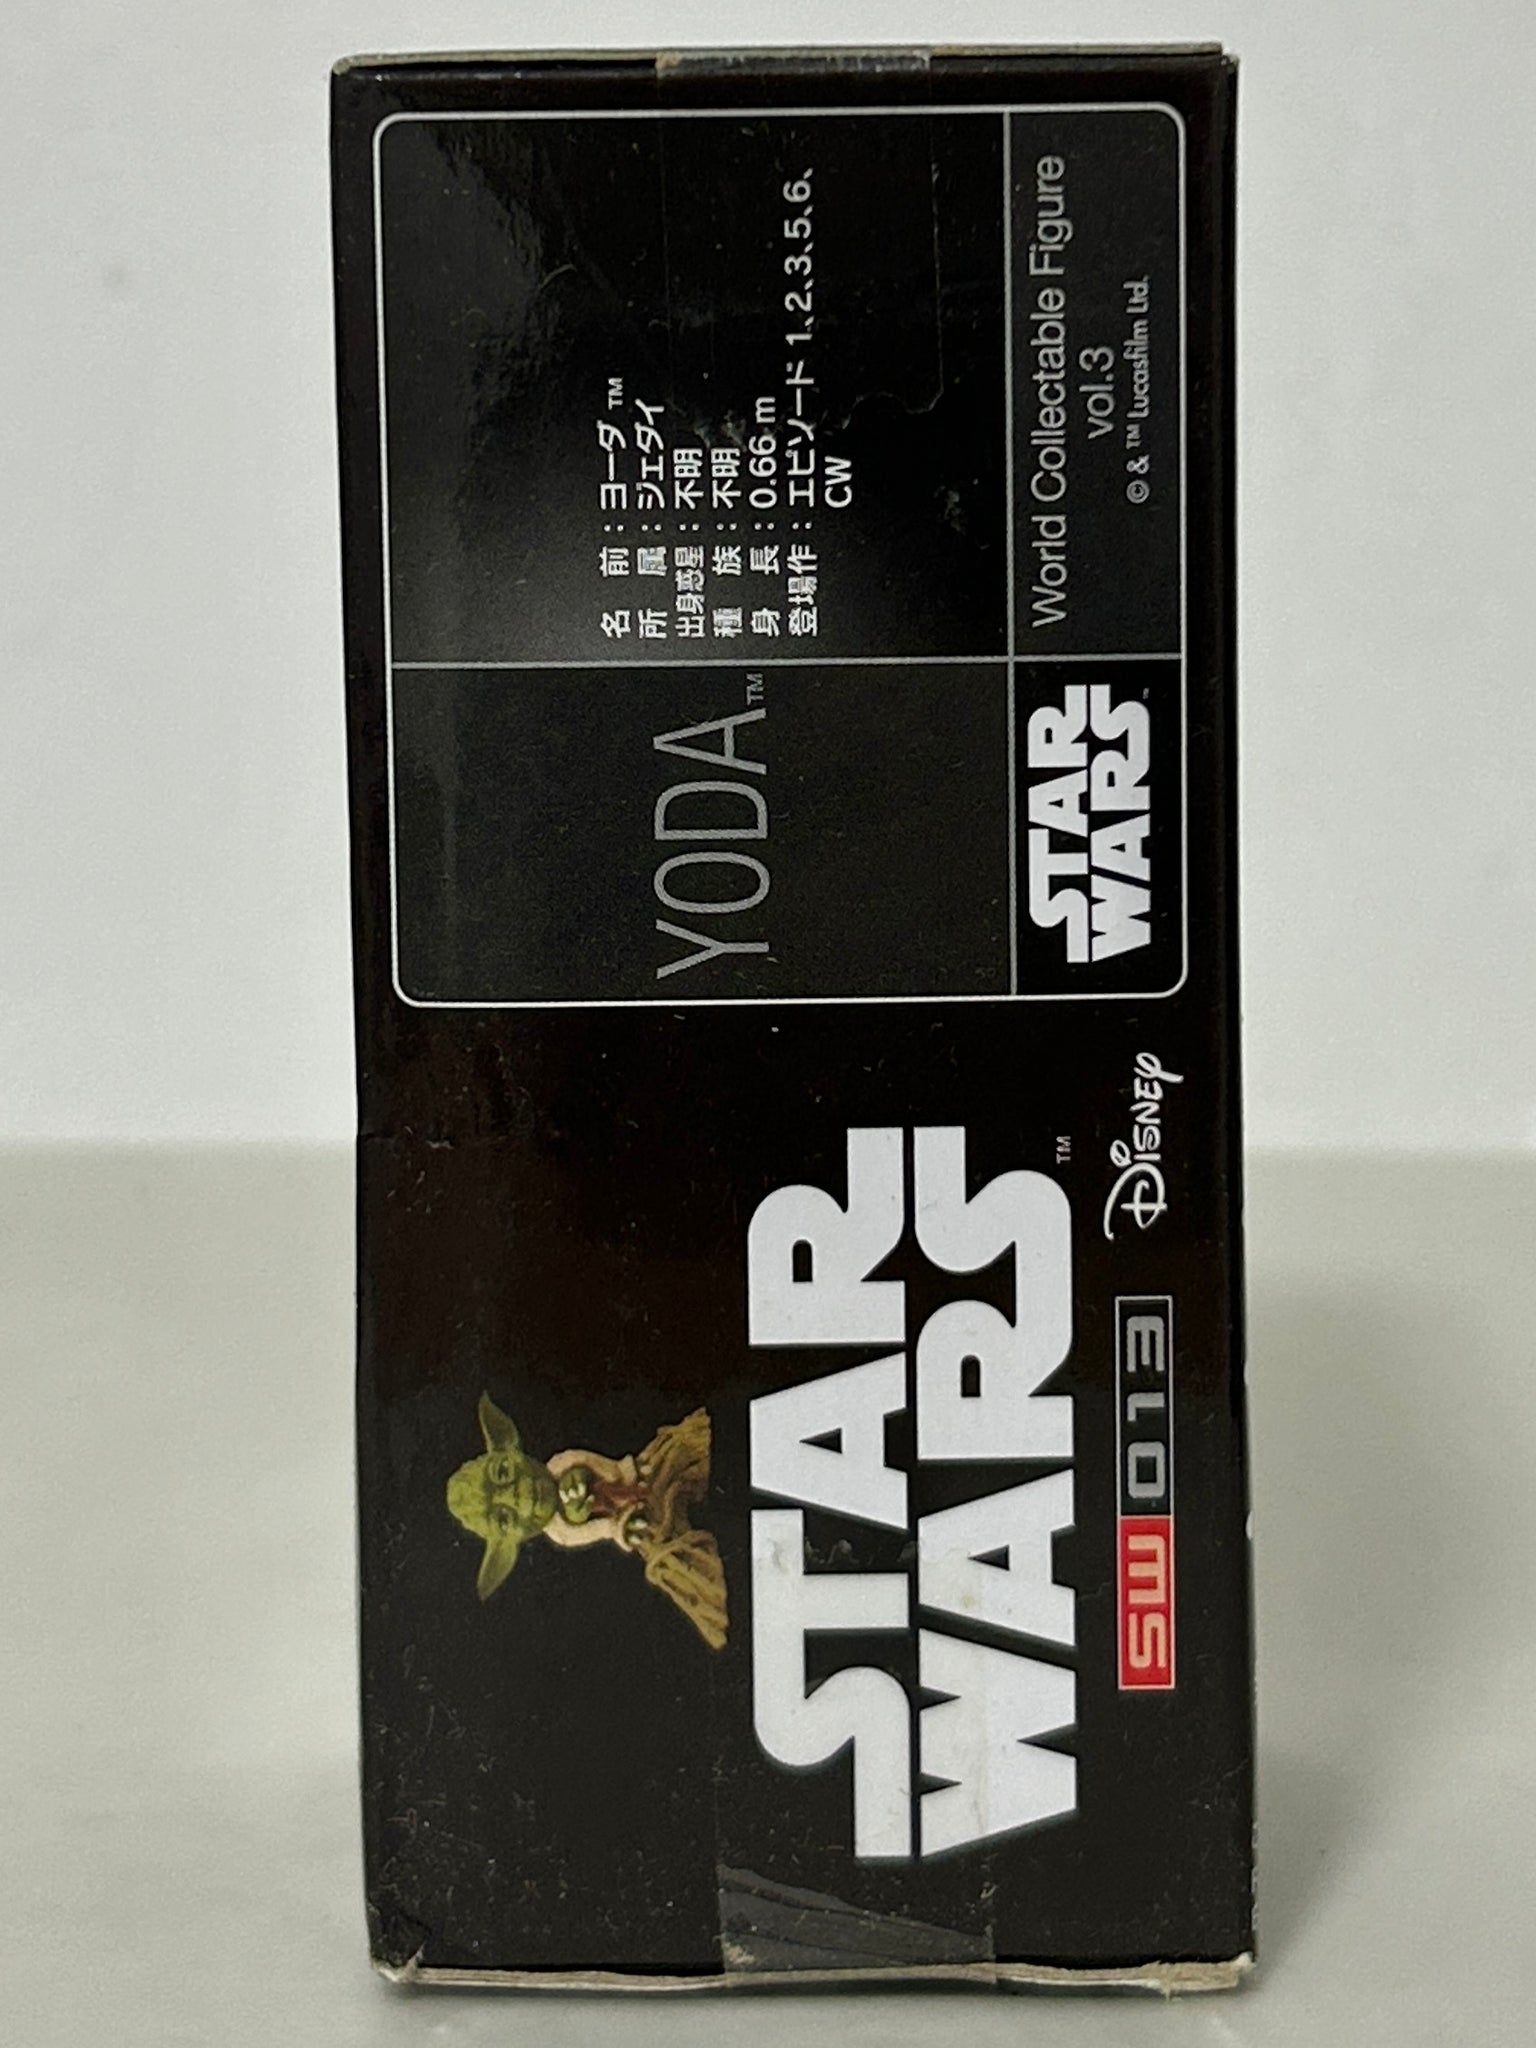 STAR
WARS™
SW 013
Disney
YODA™
名　前：ヨーダ™
所　属：ジェダイ
出身惑星：不明
種　族：不明
身　長：0.66 m
登場作：エピソード 1、2、3、5、6、
CW
STAR
WARS™
World Collectable Figure
vol.3
© & ™ Lucasfilm Ltd.